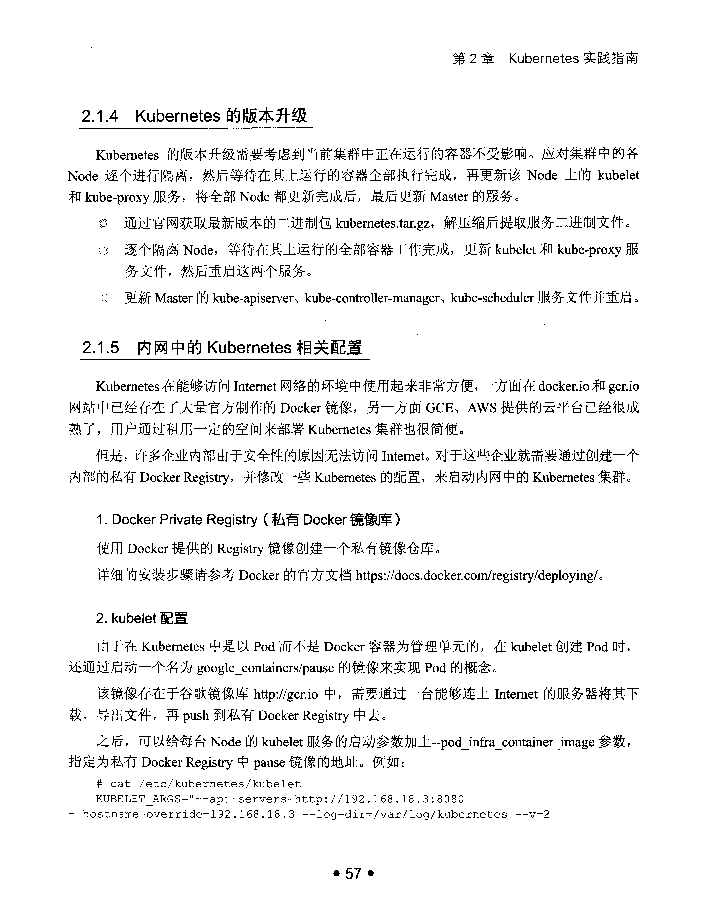 第 2 章 Kubernetes 实践指南
2.1.4 Kubernetes 的版本升级
Kubernetes 的版本升级需要考虑到当前集群中正在运行的容器不受影响。应对集群中的各
Node 逐个进行隔离，然后等待在其上运行的容器全部执行完成，再更新该 Node 上的 kubelet
和 kube-proxy 服务，将全部 Node 都更新完成后，最后更新 Master 的服务。
通过官网获取最新版本的二进制包 kubernetes.tar.gz，解压缩后提取服务二进制文件。
逐个隔离 Node，等待在其上运行的全部容器工作完成，更新 kubelet 和 kube-proxy 服
务文件，然后重启这两个服务。
更新 Master 的 kube-apiserver、kube-controller-manager、kube-scheduler 服务文件并重启。
2.1.5 内网中的 Kubernetes 相关配置
Kubernetes 在能够访问 Internet 网络的环境中使用起来非常方便，一方面在 docker.io 和 gcr.io
网站中已经存在了大量官方制作的 Docker 镜像，另一方面 GCE、AWS 提供的云平台已经很成
熟了，用户通过租用一定的空间来部署 Kubernetes 集群也很简便。
但是，许多企业内部由于安全性的原因无法访问 Internet。对于这些企业就需要通过创建一个
内部的私有 Docker Registry，并修改一些 Kubernetes 的配置，来启动内网中的 Kubernetes 集群。
1. Docker Private Registry（私有 Docker 镜像库）
使用 Docker 提供的 Registry 镜像创建一个私有镜像仓库。
详细的安装步骤请参考 Docker 的官方文档 https://docs.docker.com/registry/deploying/。
2. kubelet 配置
由于在 Kubernetes 中是以 Pod 而不是 Docker 容器为管理单元的，在 kubelet 创建 Pod 时，
还通过启动一个名为 google_containers/pause 的镜像来实现 Pod 的概念。
该镜像存在于谷歌镜像库 http://gcr.io 中，需要通过一台能够连上 Internet 的服务器将其下
载，导出文件，再 push 到私有 Docker Registry 中去。
之后，可以给每台 Node 的 kubelet 服务的启动参数加上--pod_infra_container_image 参数，
指定为私有 Docker Registry 中 pause 镜像的地址。例如：
# cat /etc/kubernetes/kubelet
KUBELET_ARGS="--api-servers=http://192.168.18.3:8080
--hostname-override=192.168.18.3 --log-dir=/var/log/kubernetes --v=2
• 57 •